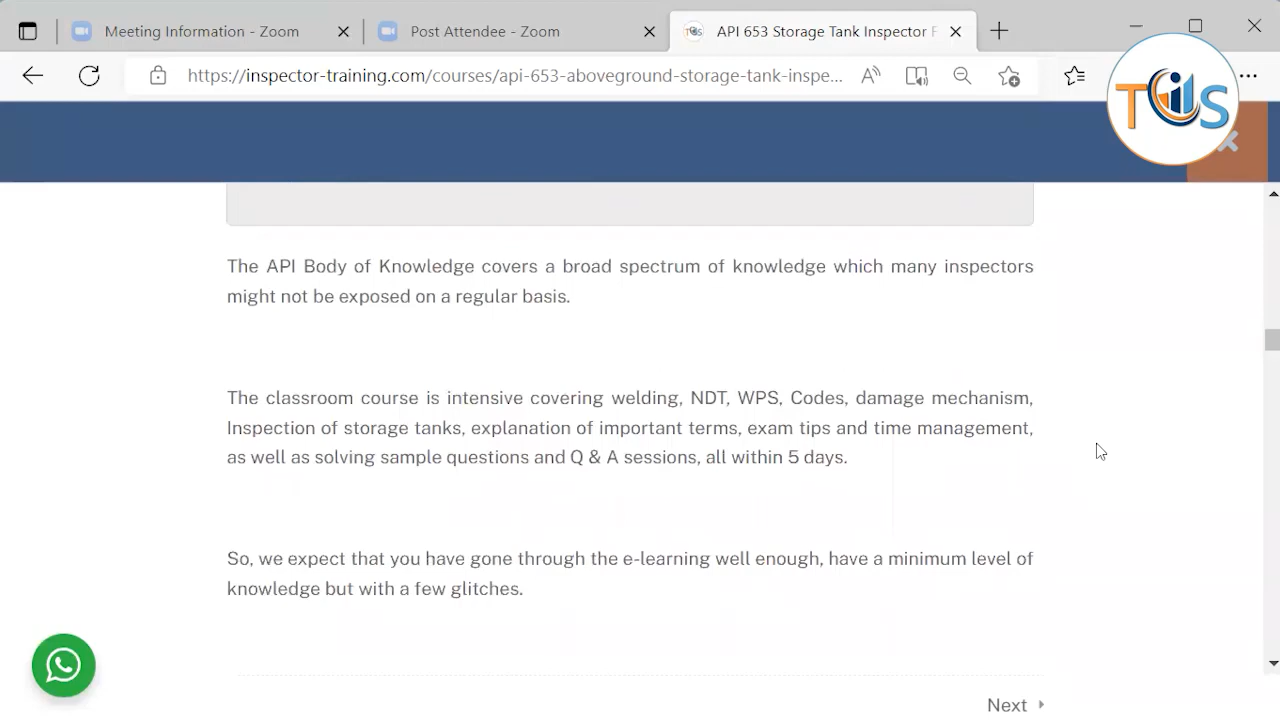 Meeting Information - Zoom
Post Attendee - Zoom
API 653 Storage Tank Inspector F
https://inspector-training.com/courses/api-653-aboveground-storage-tank-inspe...
TIS
The API Body of Knowledge covers a broad spectrum of knowledge which many inspectors
might not be exposed on a regular basis.
The classroom course is intensive covering welding, NDT, WPS, Codes, damage mechanism,
Inspection of storage tanks, explanation of important terms, exam tips and time management,
as well as solving sample questions and Q & A sessions, all within 5 days.
So, we expect that you have gone through the e-learning well enough, have a minimum level of
knowledge but with a few glitches.
Next